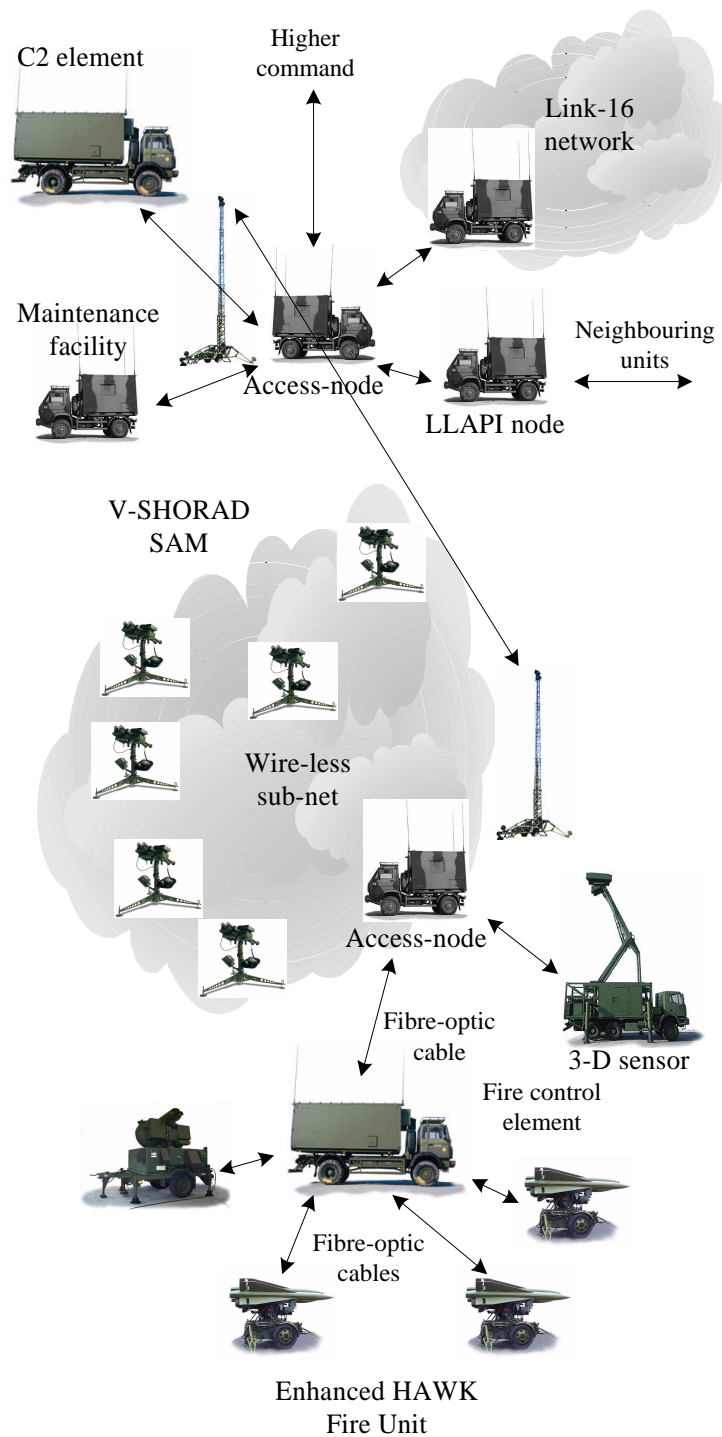 C2 element
Higher
command
Link-16
network
Maintenance
facility
Access-node
LLAPI node
Neighbouring
units
V-SHORAD
SAM
Wire-less
sub-net
Access-node
Fibre-optic
cable
3-D sensor
Fire control
element
Fibre-optic
cables
Enhanced HAWK
Fire Unit